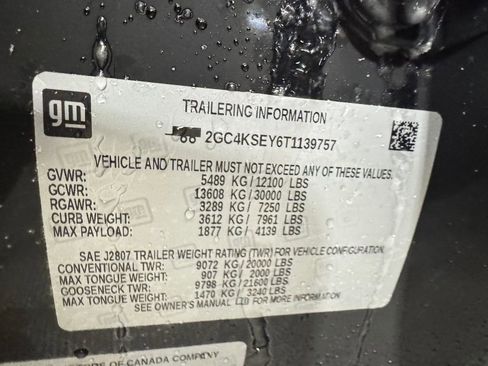 gm
TRAILERING INFORMATION
2GC4KSEY6T1139757
VEHICLE AND TRAILER MUST NOT EXCEED ANY OF THESE VALUES.
GVWR: 5489 KG/12100 LBS
GCWR: 13608 KG/30000 LBS
RGAWR: 3289 KG/ 7250 LBS
CURB WEIGHT: 3612 KG/ 7961 LBS
MAX PAYLOAD: 1877 KG/ 4139 LBS
SAE J2807 TRAILER WEIGHT RATING (TWR) FOR VEHICLE CONFIGURATION.
CONVENTIONAL TWR: 9072 KG/20000 LBS
MAX TONGUE WEIGHT: 907 KG/ 2000 LBS
GOOSENECK TWR: 9798 KG/21600 LBS
MAX TONGUE WEIGHT: 1470 KG/ 3240 LBS
SEE OWNER'S MANUAL FOR
OF CANADA COMPANY